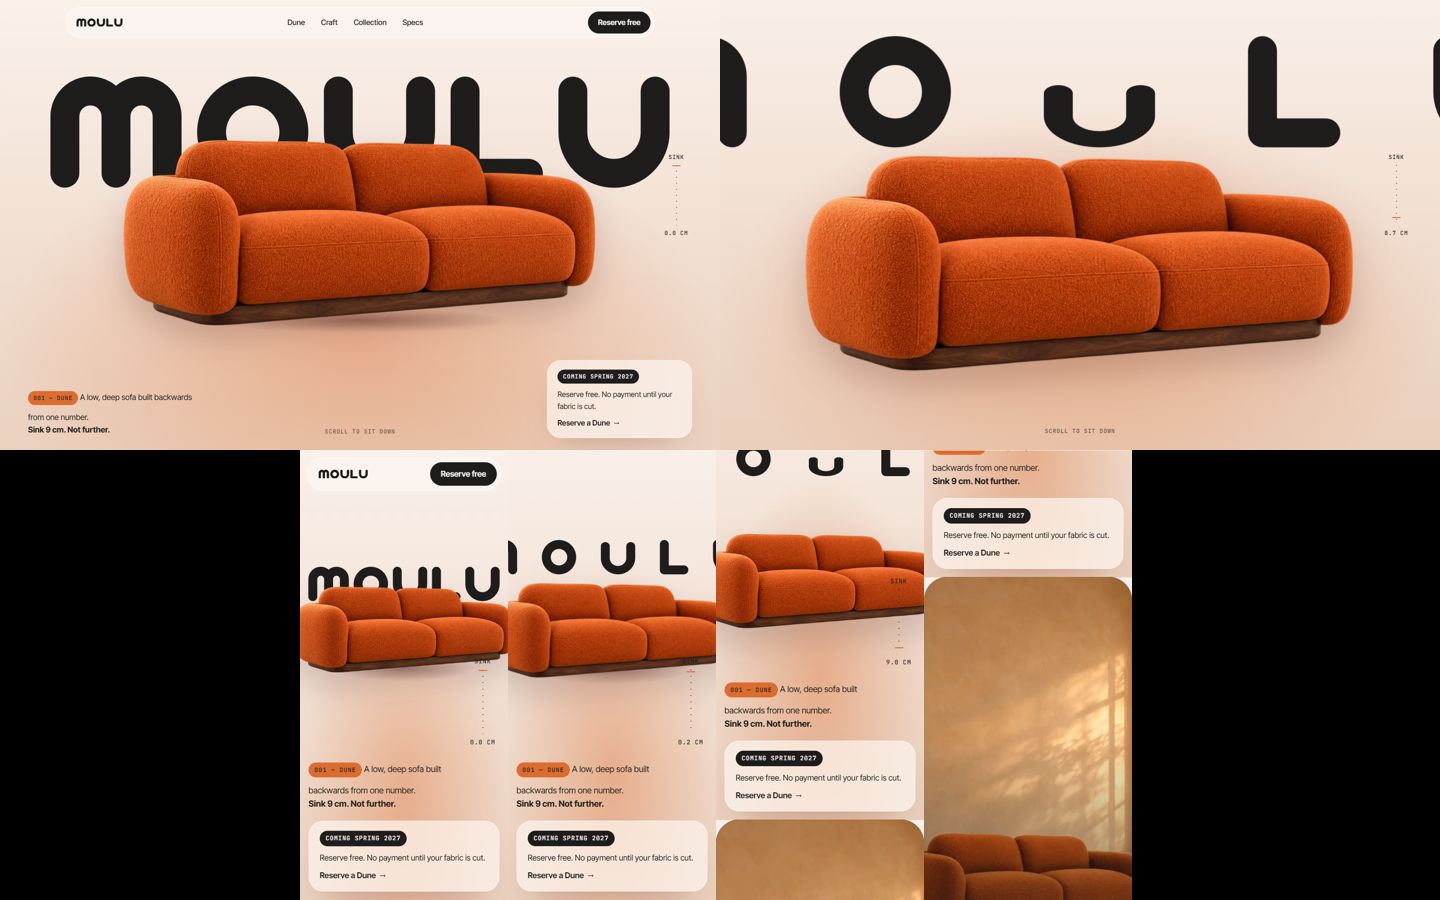 MOULU
Dune
Craft
Collection
Specs
Reserve free
MOULU
SINK
0.0 CM
001 — DUNE A low, deep sofa built backwards
from one number.
Sink 9 cm. Not further.
SCROLL TO SIT DOWN
COMING SPRING 2027
Reserve free. No payment until your
fabric is cut.
Reserve a Dune →
O U L
SINK
8.7 CM
SCROLL TO SIT DOWN
MOULU
Reserve free
MOULU
SINK
0.0 CM
001 — DUNE A low, deep sofa built
backwards from one number.
Sink 9 cm. Not further.
COMING SPRING 2027
Reserve free. No payment until your fabric is cut.
Reserve a Dune →
O U L
0.2 CM
001 — DUNE A low, deep sofa built
backwards from one number.
Sink 9 cm. Not further.
COMING SPRING 2027
Reserve free. No payment until your fabric is cut.
Reserve a Dune →
O U L
SINK
9.0 CM
001 — DUNE A low, deep sofa built
backwards from one number.
Sink 9 cm. Not further.
COMING SPRING 2027
Reserve free. No payment until your fabric is cut.
Reserve a Dune →
backwards from one number.
Sink 9 cm. Not further.
COMING SPRING 2027
Reserve free. No payment until your fabric is cut.
Reserve a Dune →